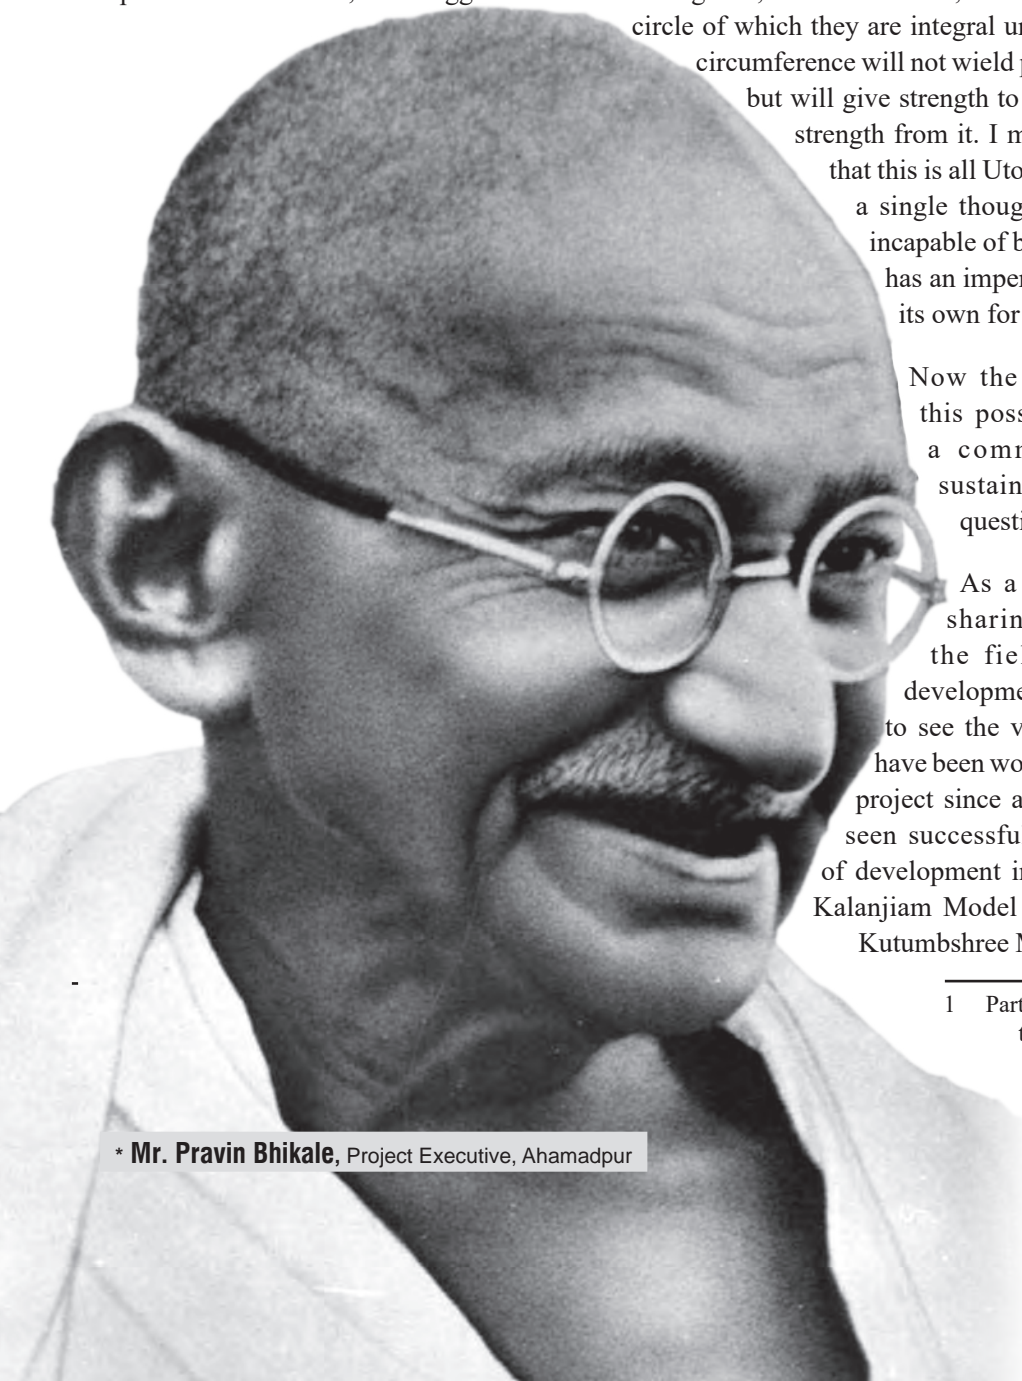 circle of which they are integral un
circumference will not wield p
but will give strength to
strength from it. I m
that this is all Uto
a single thoug
incapable of b
has an imper
its own for
Now the
this poss
a comm
sustain
questi
As a
sharin
the fiel
developme
to see the v
have been wo
project since a
seen successfu
of development in
Kalanjiam Model
Kutumbshree M
-
1 Part
t
* Mr. Pravin Bhikale, Project Executive, Ahamadpur